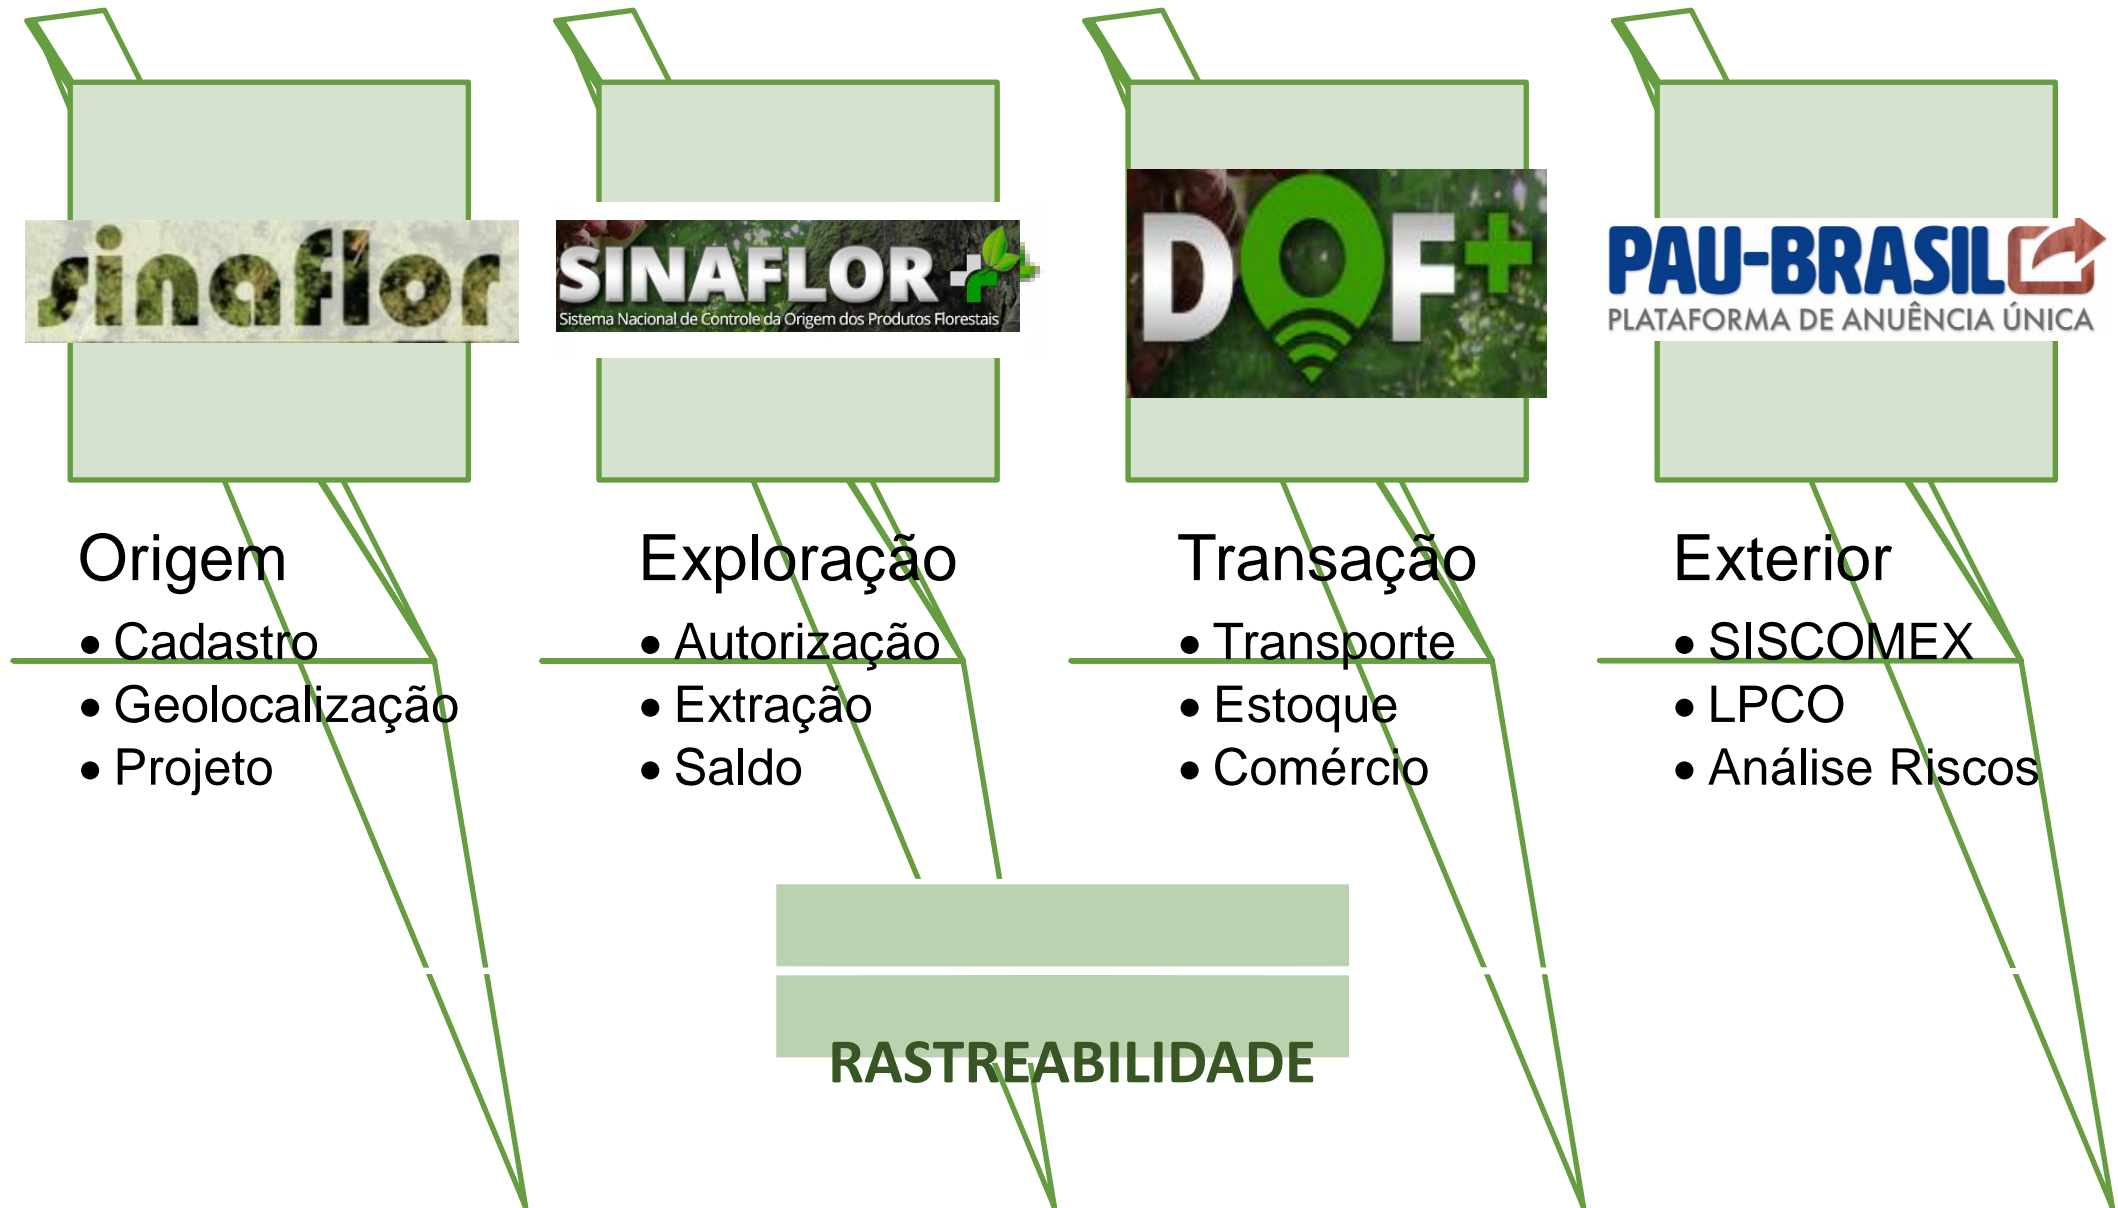 sinaflor
SINAFLOR+
Sistema Nacional de Controle da Origem dos Produtos Florestais
DOF+
PAU-BRASIL
PLATAFORMA DE ANUÊNCIA ÚNICA
Origem
• Cadastro
• Geolocalização
• Projeto
Exploração
• Autorização
• Extração
• Saldo
Transação
• Transporte
• Estoque
• Comércio
Exterior
• SISCOMEX
• LPCO
• Análise Riscos
RASTREABILIDADE